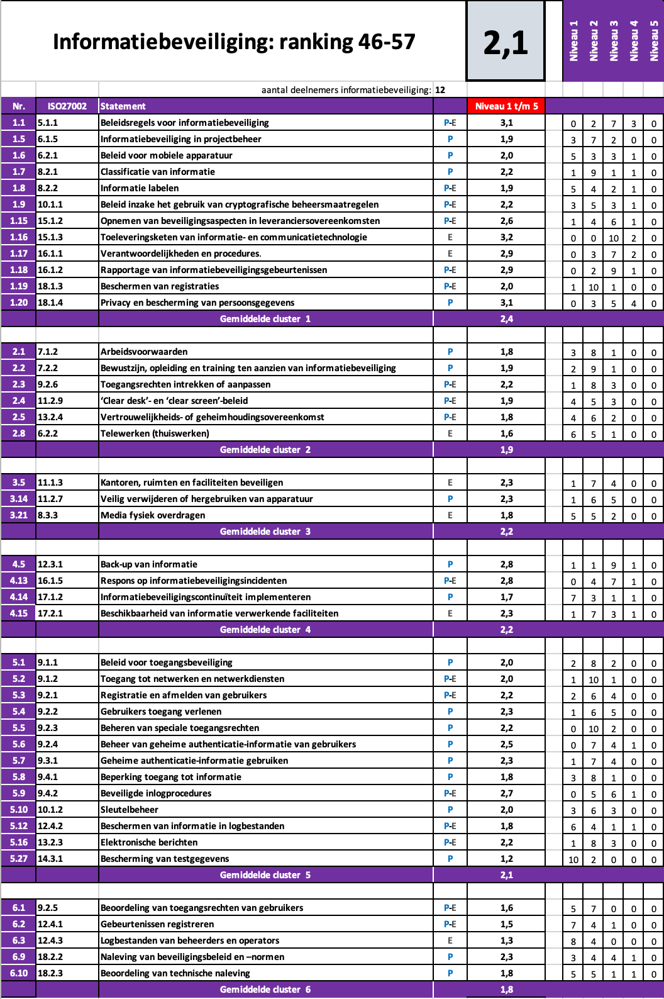 Informatiebeveiliging: ranking 46-57 2,1 Niveau 1 Niveau 2 Niveau 3 Niveau 4 Niveau 5
aantal deelnemers informatiebeveiliging: 12
Nr. ISO27002 Statement Niveau 1 t/m 5
1.1 5.1.1 Beleidsregels voor informatiebeveiliging P-E 3,1 0 2 7 3 0
1.5 6.1.5 Informatiebeveiliging in projectbeheer P 1,9 3 7 2 0 0
1.6 6.2.1 Beleid voor mobiele apparatuur P 2,0 5 3 3 1 0
1.7 8.2.1 Classificatie van informatie P 2,2 1 9 1 1 0
1.8 8.2.2 Informatie labelen P-E 1,9 5 4 2 1 0
1.9 10.1.1 Beleid inzake het gebruik van cryptografische beheersmaatregelen P-E 2,2 3 5 3 1 0
1.15 15.1.2 Opnemen van beveiligingsaspecten in leveranciersovereenkomsten P-E 2,6 1 4 6 1 0
1.16 15.1.3 Toeleveringsketen van informatie- en communicatietechnologie E 3,2 0 0 10 2 0
1.17 16.1.1 Verantwoordelijkheden en procedures. E 2,9 0 3 7 2 0
1.18 16.1.2 Rapportage van informatiebeveiligingsgebeurtenissen P-E 2,9 0 2 9 1 0
1.19 18.1.3 Beschermen van registraties P-E 2,0 1 10 1 0 0
1.20 18.1.4 Privacy en bescherming van persoonsgegevens P 3,1 0 3 5 4 0
Gemiddelde cluster 1 2,4
2.1 7.1.2 Arbeidsvoorwaarden P 1,8 3 8 1 0 0
2.2 7.2.2 Bewustzijn, opleiding en training ten aanzien van informatiebeveiliging P 1,9 2 9 1 0 0
2.3 9.2.6 Toegangsrechten intrekken of aanpassen P-E 2,2 1 8 3 0 0
2.4 11.2.9 ‘Clear desk’- en ‘clear screen’-beleid P-E 1,9 4 5 3 0 0
2.5 13.2.4 Vertrouwelijkheids- of geheimhoudingsovereenkomst P-E 1,8 4 6 2 0 0
2.8 6.2.2 Telewerken (thuiswerken) E 1,6 6 5 1 0 0
Gemiddelde cluster 2 1,9
3.5 11.1.3 Kantoren, ruimten en faciliteiten beveiligen E 2,3 1 7 4 0 0
3.14 11.2.7 Veilig verwijderen of hergebruiken van apparatuur P 2,3 1 6 5 0 0
3.21 8.3.3 Media fysiek overdragen E 1,8 5 5 2 0 0
Gemiddelde cluster 3 2,2
4.5 12.3.1 Back-up van informatie P 2,8 1 1 9 1 0
4.13 16.1.5 Respons op informatiebeveiligingsincidenten P-E 2,8 0 4 7 1 0
4.14 17.1.2 Informatiebeveiligingscontinuïteit implementeren P 1,7 7 3 1 1 0
4.15 17.2.1 Beschikbaarheid van informatie verwerkende faciliteiten E 2,3 1 7 3 1 0
Gemiddelde cluster 4 2,2
5.1 9.1.1 Beleid voor toegangsbeveiliging P 2,0 2 8 2 0 0
5.2 9.1.2 Toegang tot netwerken en netwerkdiensten P-E 2,0 1 10 1 0 0
5.3 9.2.1 Registratie en afmelden van gebruikers P-E 2,2 2 6 4 0 0
5.4 9.2.2 Gebruikers toegang verlenen P 2,3 1 6 5 0 0
5.5 9.2.3 Beheren van speciale toegangsrechten P 2,2 0 10 2 0 0
5.6 9.2.4 Beheer van geheime authenticatie-informatie van gebruikers P 2,5 0 7 4 1 0
5.7 9.3.1 Geheime authenticatie-informatie gebruiken P 2,3 1 7 4 0 0
5.8 9.4.1 Beperking toegang tot informatie P 1,8 3 8 1 0 0
5.9 9.4.2 Beveiligde inlogprocedures P-E 2,7 0 5 6 1 0
5.10 10.1.2 Sleutelbeheer P 2,0 3 6 3 0 0
5.12 12.4.2 Beschermen van informatie in logbestanden P-E 1,8 6 4 1 1 0
5.16 13.2.3 Elektronische berichten P-E 2,2 1 8 3 0 0
5.27 14.3.1 Bescherming van testgegevens P 1,2 10 2 0 0 0
Gemiddelde cluster 5 2,1
6.1 9.2.5 Beoordeling van toegangsrechten van gebruikers P-E 1,6 5 7 0 0 0
6.2 12.4.1 Gebeurtenissen registreren P-E 1,5 7 4 1 0 0
6.3 12.4.3 Logbestanden van beheerders en operators E 1,3 8 4 0 0 0
6.9 18.2.2 Naleving van beveiligingsbeleid en –normen P 2,3 3 4 4 1 0
6.10 18.2.3 Beoordeling van technische naleving P 1,8 5 5 1 1 0
Gemiddelde cluster 6 1,8